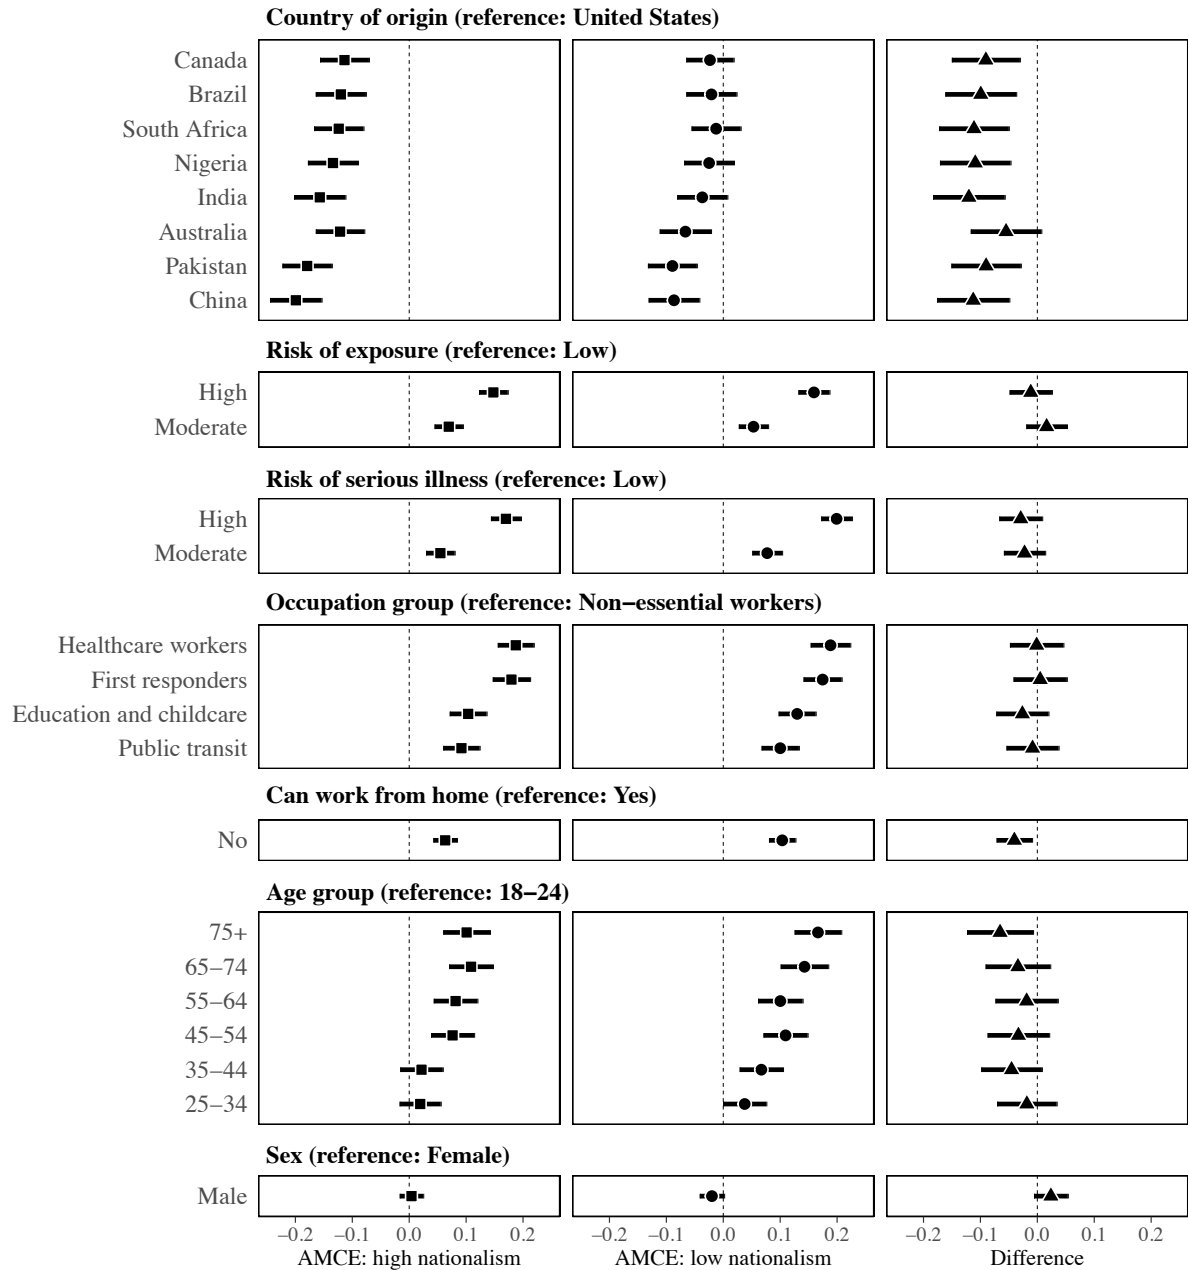 Country of origin (reference: United States)
Canada
Brazil
South Africa
Nigeria
India
Australia
Pakistan
China
Risk of exposure (reference: Low)
High
Moderate
Risk of serious illness (reference: Low)
High
Moderate
Occupation group (reference: Non−essential workers)
Healthcare workers
First responders
Education and childcare
Public transit
Can work from home (reference: Yes)
No
Age group (reference: 18−24)
75+
65−74
55−64
45−54
35−44
25−34
Sex (reference: Female)
Male
−0.2 −0.1 0.0 0.1 0.2 −0.2 −0.1 0.0 0.1 0.2 −0.2 −0.1 0.0 0.1 0.2
AMCE: high nationalism AMCE: low nationalism Difference